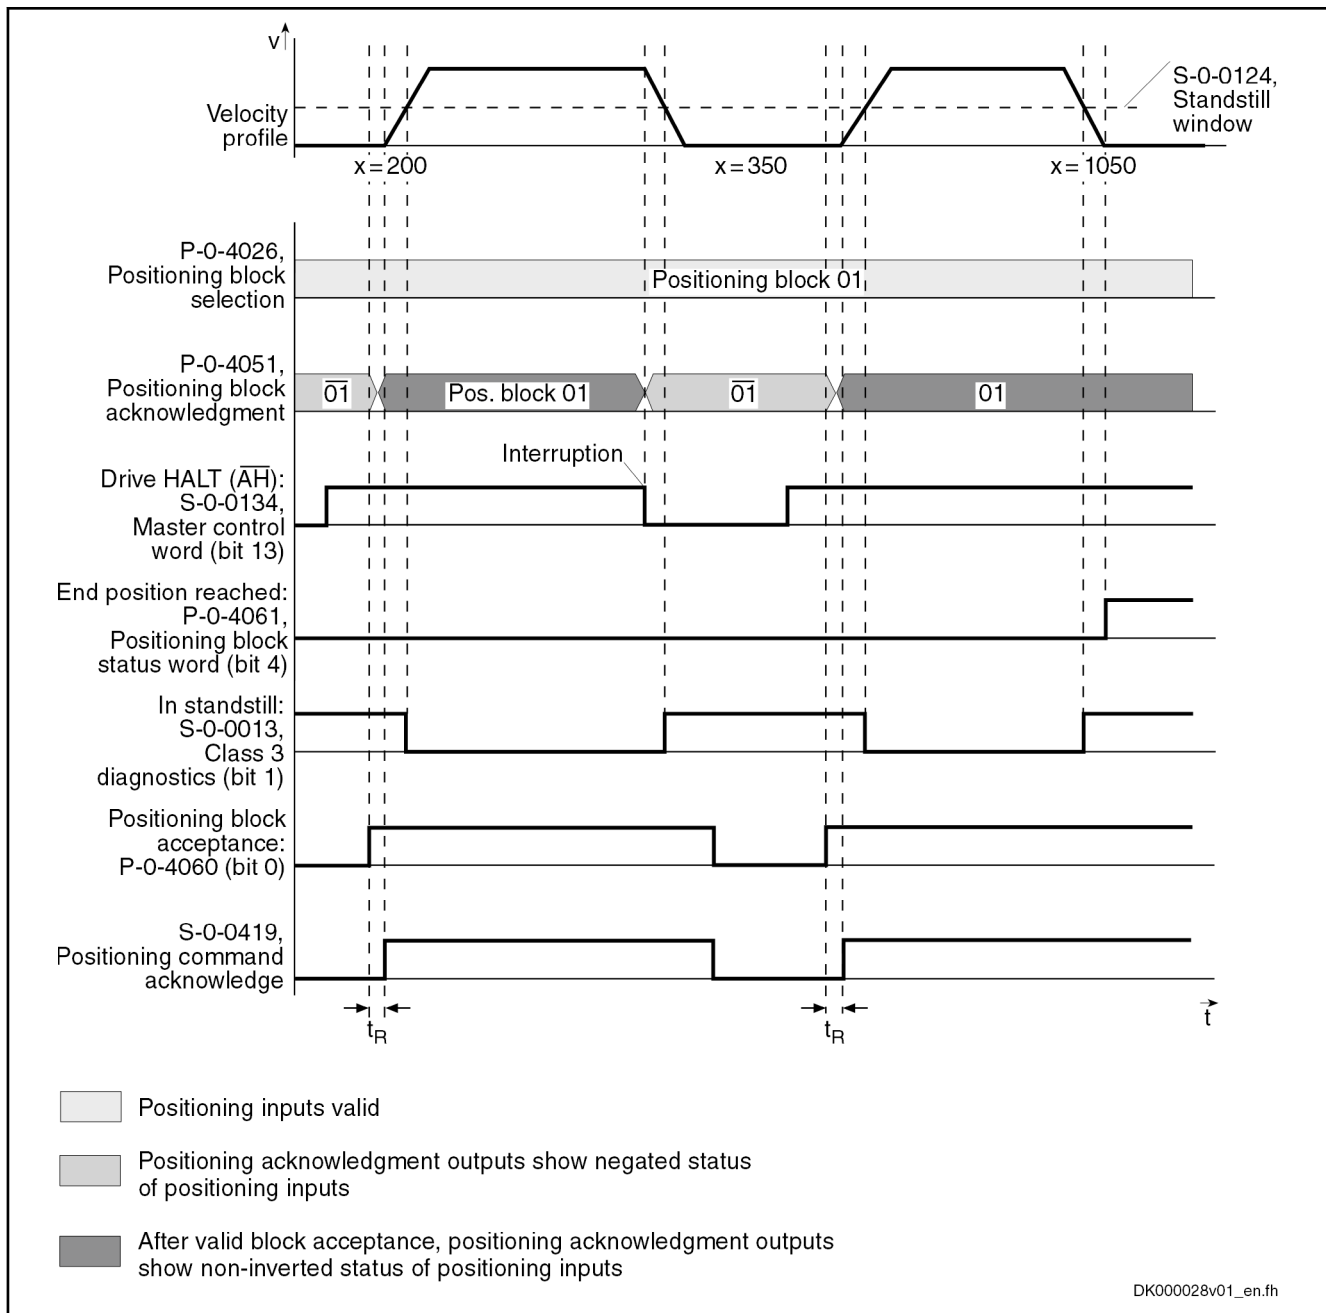 v
Velocity
profile
S-0-0124,
Standstill
window
x = 200
x = 350
x = 1050
P-0-4026,
Positioning block
selection
Positioning block 01
P-0-4051,
Positioning block
acknowledgment
0̅1̅
Pos. block 01
0̅1̅
01
Interruption
Drive HALT (A̅H̅):
S-0-0134,
Master control
word (bit 13)
End position reached:
P-0-4061,
Positioning block
status word (bit 4)
In standstill:
S-0-0013,
Class 3
diagnostics (bit 1)
Positioning block
acceptance:
P-0-4060 (bit 0)
S-0-0419,
Positioning command
acknowledge
tR
tR
t
Positioning inputs valid
Positioning acknowledgment outputs show negated status
of positioning inputs
After valid block acceptance, positioning acknowledgment outputs
show non-inverted status of positioning inputs
DK000028v01_en.fh